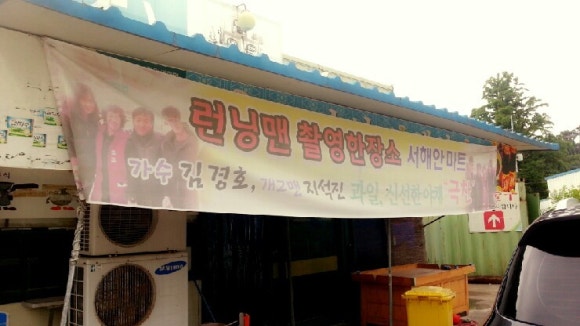 런닝맨 촬영한장소 서해안마트
가수 김경호, 개그맨 지석진 과일, 신선한야채